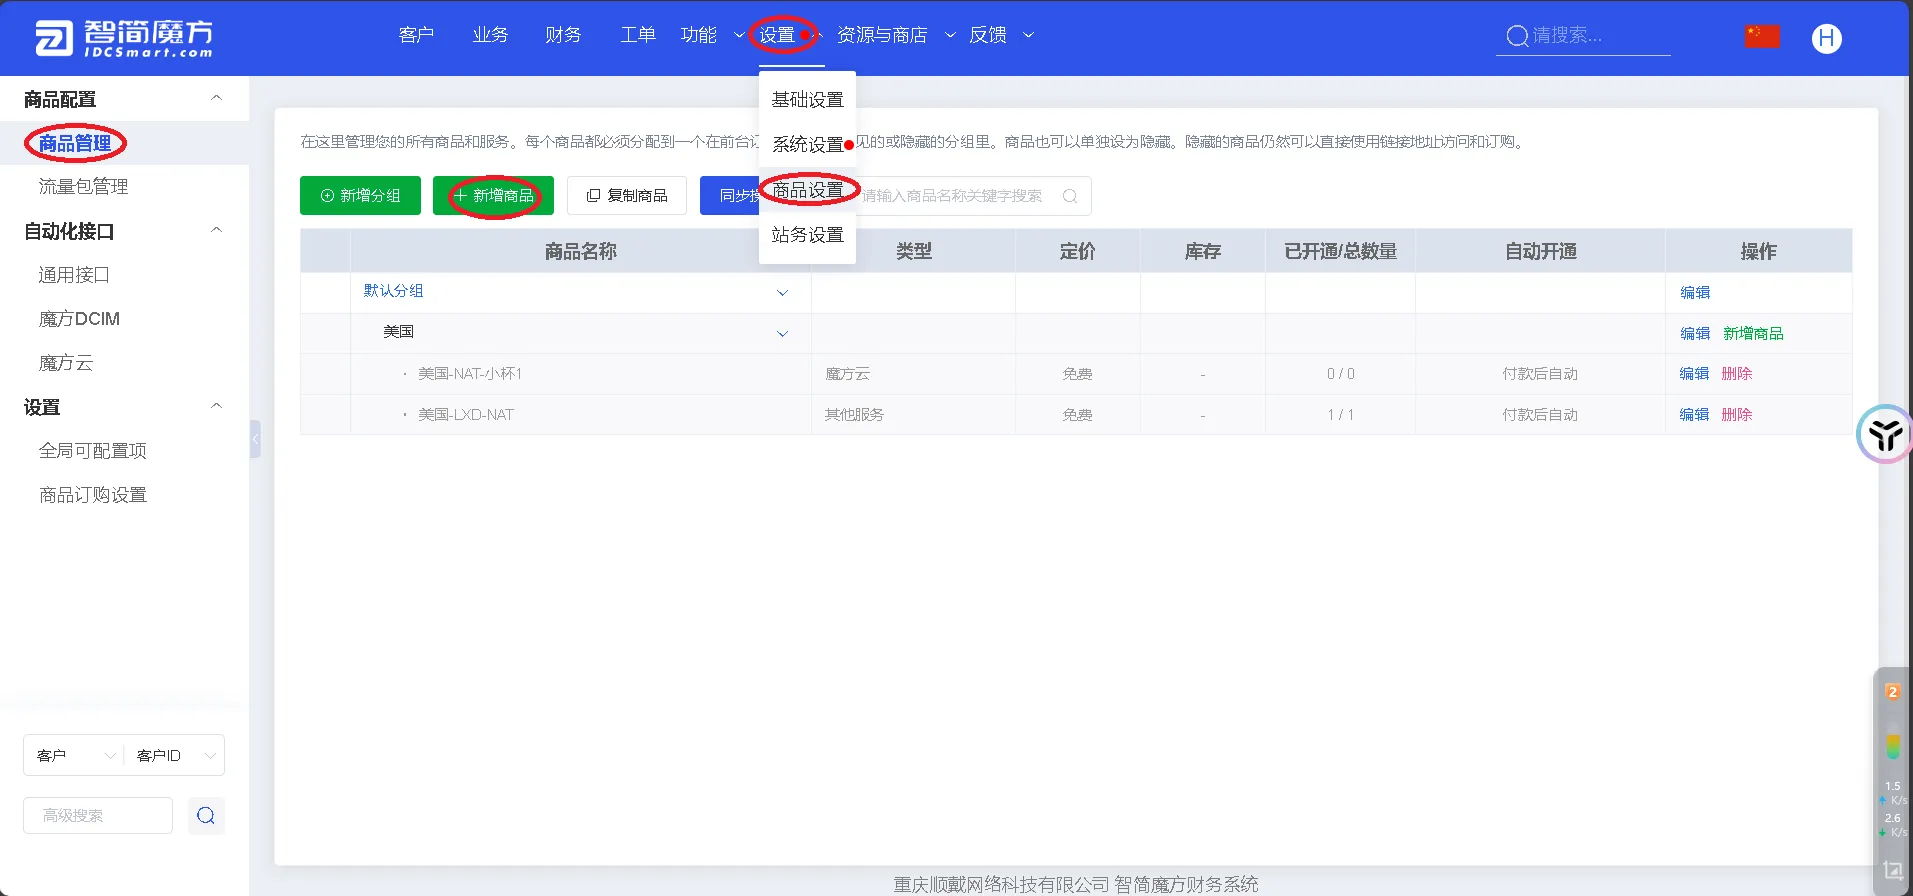 智简魔方
IDCSmart.com
客户 业务 财务 工单 功能 设置 资源与商店 反馈
请搜索...
H
基础设置
系统设置
商品设置
站务设置
商品配置
商品管理
流量包管理
自动化接口
通用接口
魔方DCIM
魔方云
设置
全局可配置项
商品订购设置
客户 客户ID
高级搜索
在这里管理您的所有商品和服务。每个商品都必须分配到一个在前台订 见的或隐藏的分组里。商品也可以单独设为隐藏。隐藏的商品仍然可以直接使用链接地址访问和订购。
新增分组 新增商品 复制商品 同步 请输入商品名称关键字搜索
商品名称 类型 定价 库存 已开通/总数量 自动开通 操作
默认分组 编辑
美国 编辑 新增商品
· 美国-NAT-小杯1 魔方云 免费 - 0 / 0 付款后自动 编辑 删除
· 美国-LXD-NAT 其他服务 免费 - 1 / 1 付款后自动 编辑 删除
2
1.5
K/s
2.6
K/s
重庆顺戴网络科技有限公司 智简魔方财务系统